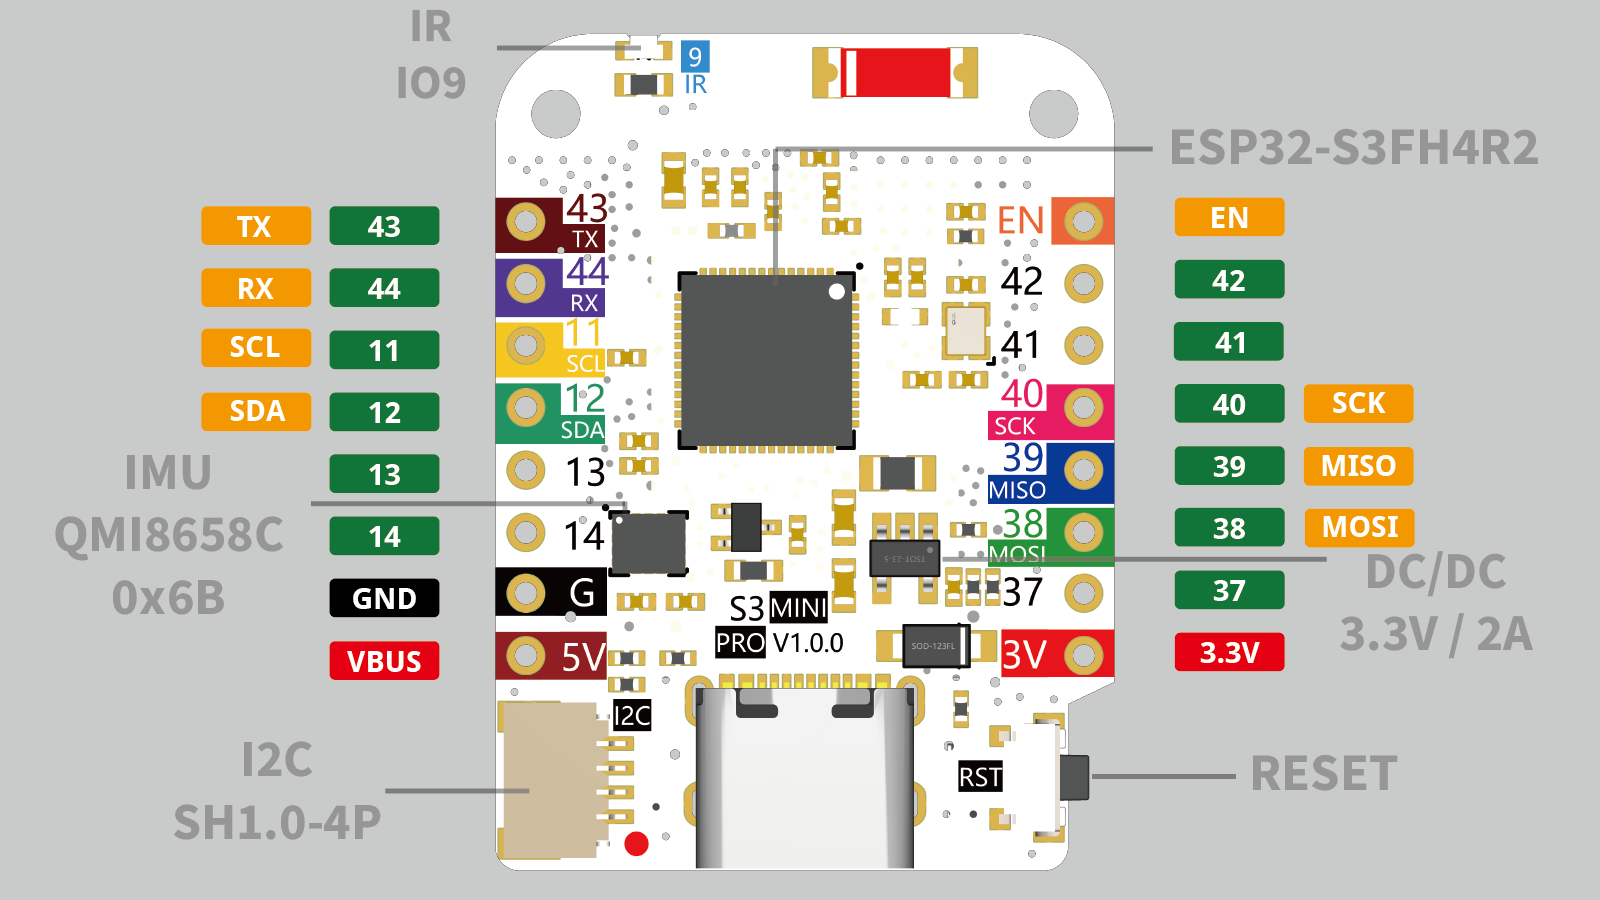 IR
IO9
9
IR
ESP32-S3FH4R2
TX 43
RX 44
SCL 11
SDA 12
13
14
GND
VBUS
IMU
QMI8658C
0x6B
I2C
SH1.0-4P
43
TX
44
RX
11
SCL
12
SDA
13
14
G
5V
I2C
S3 MINI
PRO V1.0.0
TSOT-23-5
SOD-123FL
EN
42
41
40
SCK
39
MISO
38
MOSI
37
3V
RST
EN
42
41
40 SCK
39 MISO
38 MOSI
37
3.3V
DC/DC
3.3V / 2A
RESET